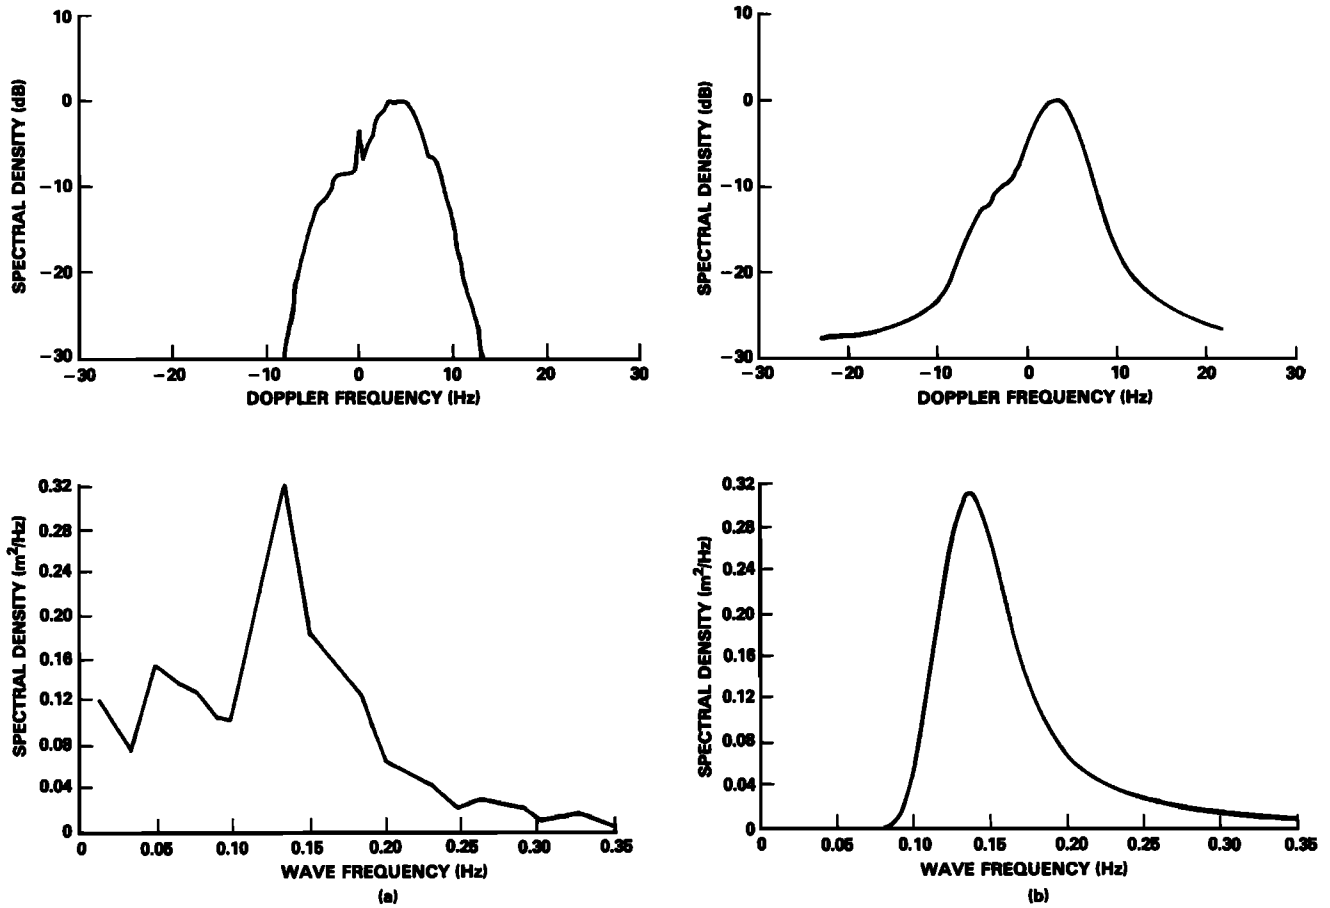 10
0
−10
−20
−30
SPECTRAL DENSITY (dB)
−30 −20 −10 0 10 20 30
DOPPLER FREQUENCY (Hz)
10
0
−10
−20
−30
SPECTRAL DENSITY (dB)
−30 −20 −10 0 10 20 30
DOPPLER FREQUENCY (Hz)
0.32
0.28
0.24
0.20
0.16
0.12
0.08
0.04
0
SPECTRAL DENSITY (m²/Hz)
0.05 0.10 0.15 0.20 0.25 0.30 0.35
WAVE FREQUENCY (Hz)
(a)
0.32
0.28
0.24
0.20
0.16
0.12
0.08
0.04
0
SPECTRAL DENSITY (m²/Hz)
0 0.05 0.10 0.15 0.20 0.25 0.30 0.35
WAVE FREQUENCY (Hz)
(b)